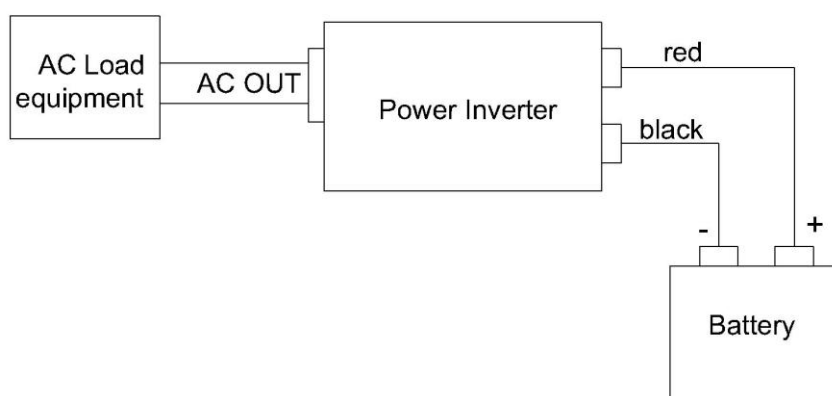 AC Load
equipment
AC OUT
Power Inverter
red
black
-
+
Battery